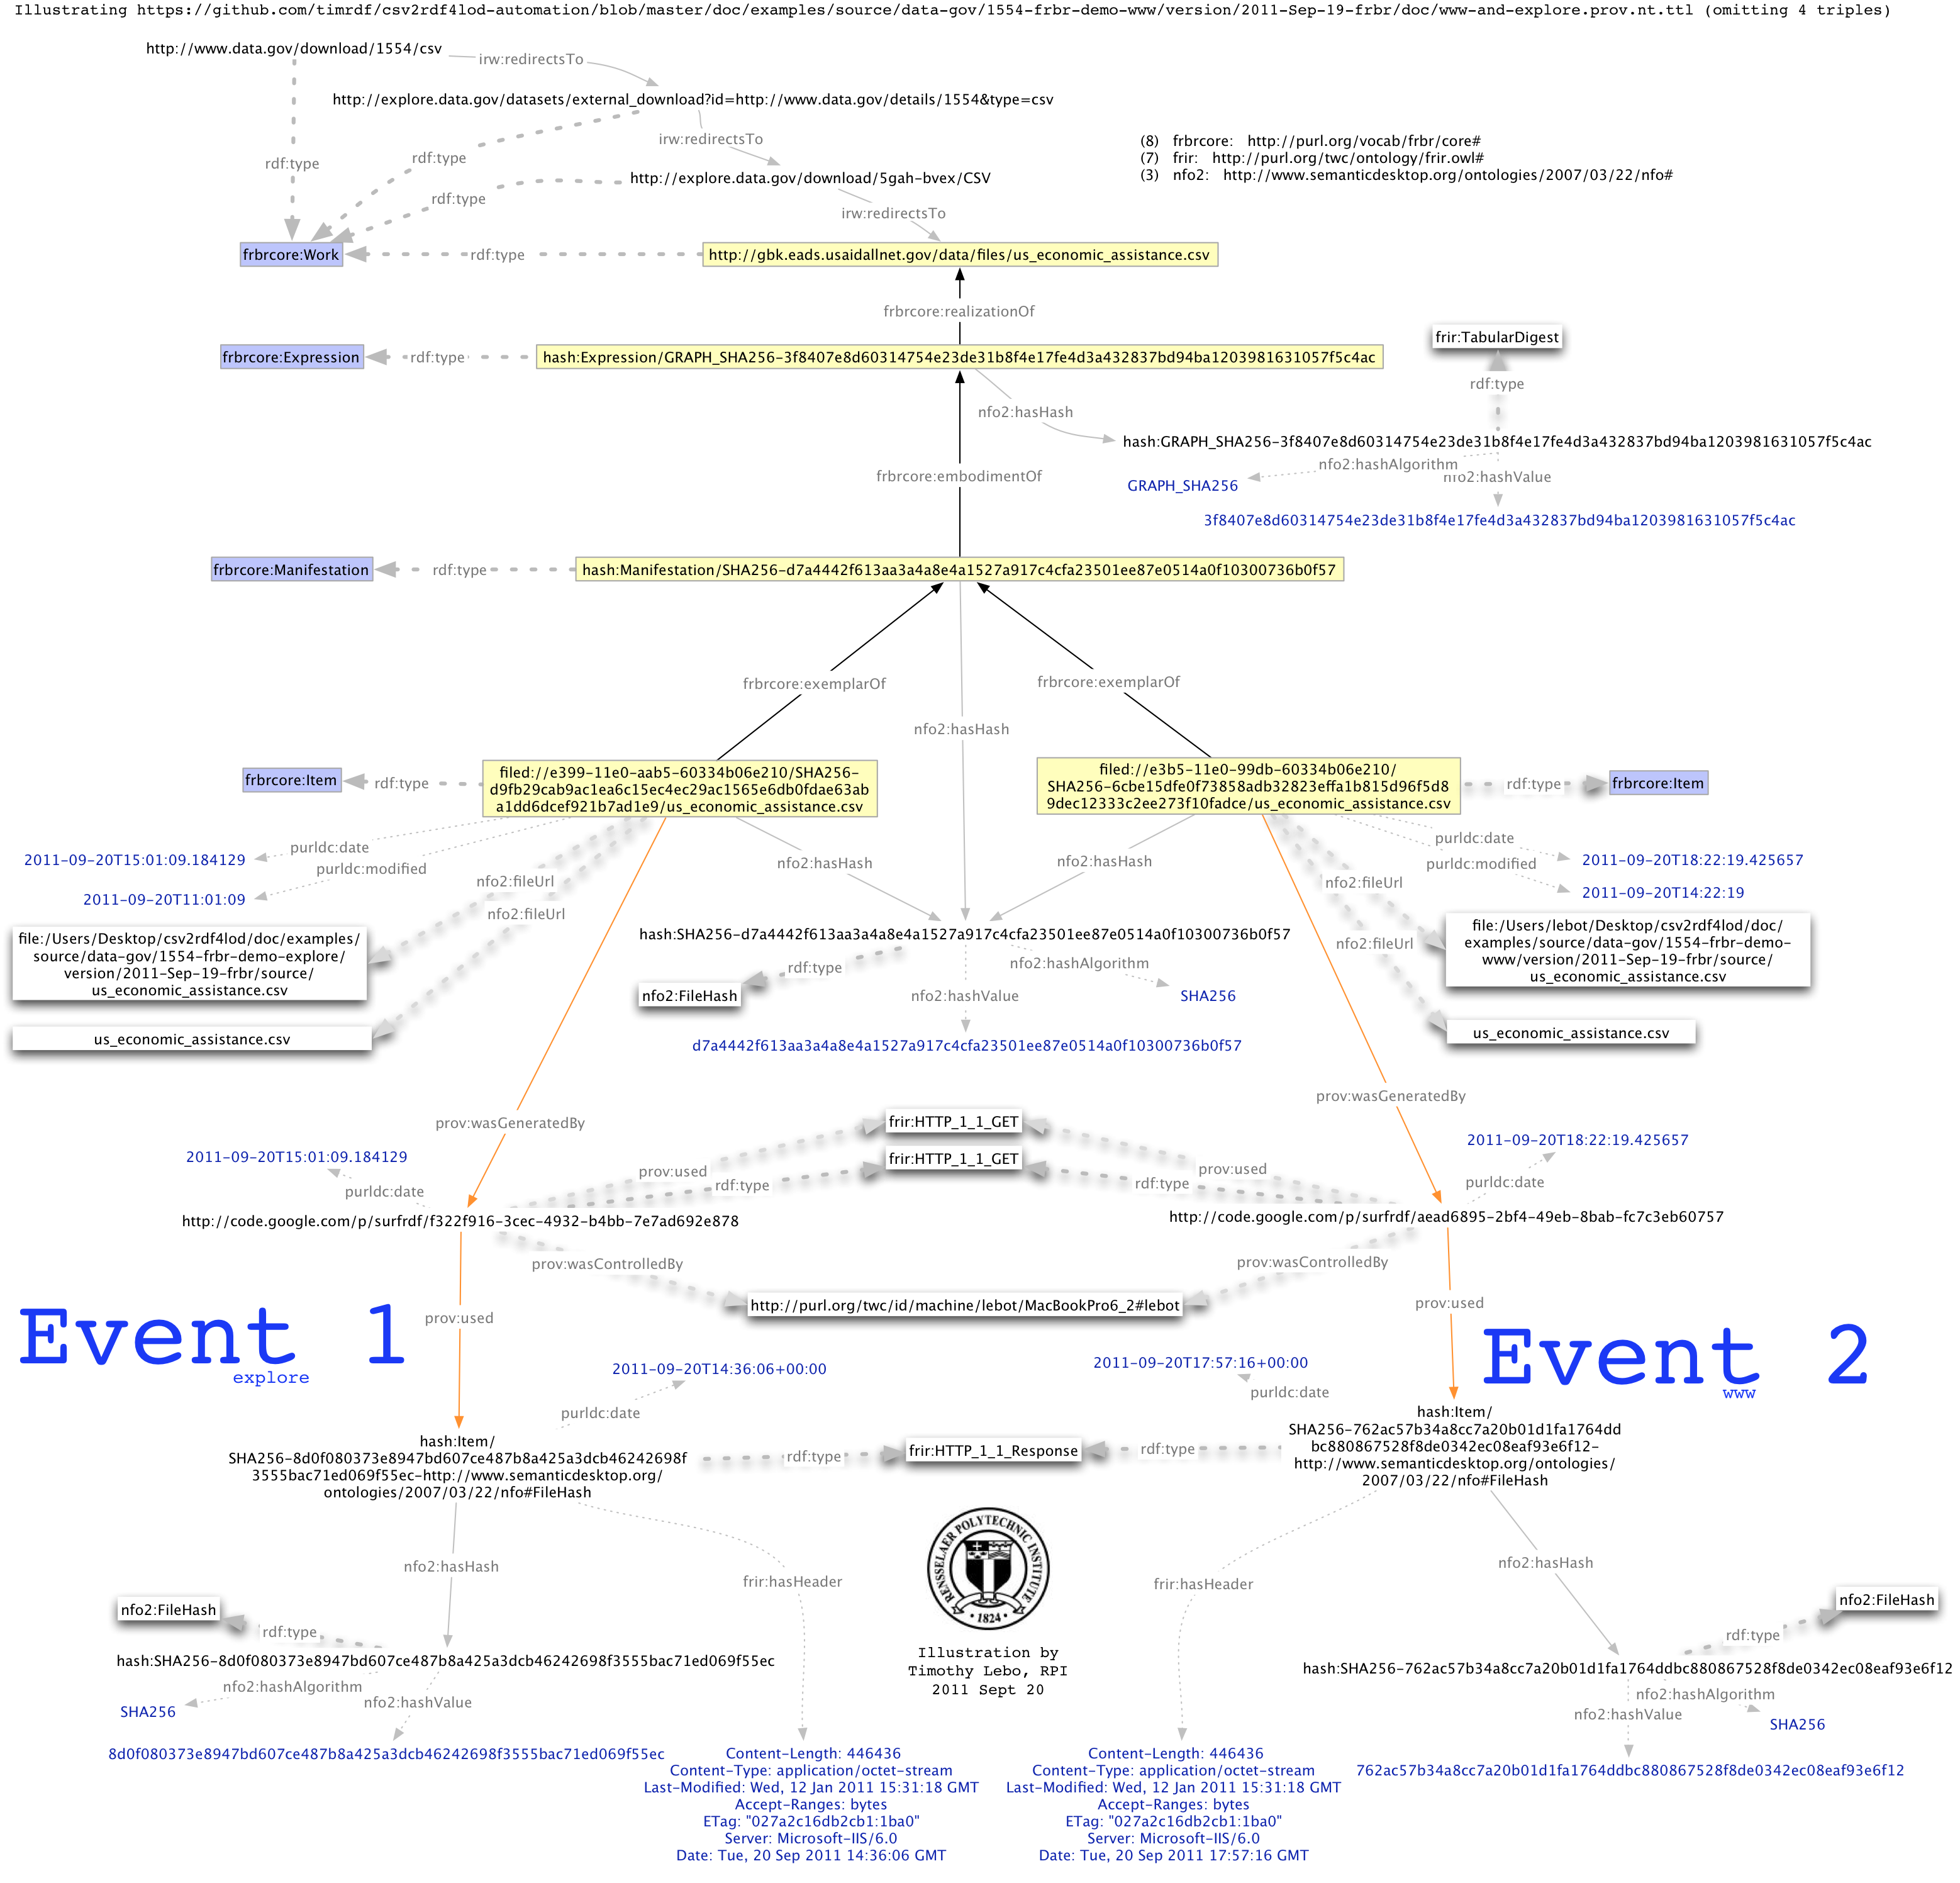 Illustrating https://github.com/timrdf/csv2rdf4lod-automation/blob/master/doc/examples/source/data-gov/1554-frbr-demo-www/version/2011-Sep-19-frbr/doc/www-and-explore.prov.nt.ttl (omitting 4 triples)
http://www.data.gov/download/1554/csv
irw:redirectsTo
http://explore.data.gov/datasets/external_download?id=http://www.data.gov/details/1554&type=csv
irw:redirectsTo
rdf:type
rdf:type
(8) frbrcore: http://purl.org/vocab/frbr/core#
(7) frir: http://purl.org/twc/ontology/frir.owl#
(3) nfo2: http://www.semanticdesktop.org/ontologies/2007/03/22/nfo#
http://explore.data.gov/download/5gah-bvex/CSV
rdf:type
irw:redirectsTo
frbrcore:Work
rdf:type
http://gbk.eads.usaidallnet.gov/data/files/us_economic_assistance.csv
frbrcore:realizationOf
frir:TabularDigest
frbrcore:Expression
rdf:type
hash:Expression/GRAPH_SHA256-3f8407e8d60314754e23de31b8f4e17fe4d3a432837bd94ba1203981631057f5c4ac
rdf:type
nfo2:hasHash
hash:GRAPH_SHA256-3f8407e8d60314754e23de31b8f4e17fe4d3a432837bd94ba1203981631057f5c4ac
nfo2:hashAlgorithm
frbrcore:embodimentOf
nfo2:hashValue
GRAPH_SHA256
3f8407e8d60314754e23de31b8f4e17fe4d3a432837bd94ba1203981631057f5c4ac
frbrcore:Manifestation
rdf:type
hash:Manifestation/SHA256-d7a4442f613aa3a4a8e4a1527a917c4cfa23501ee87e0514a0f10300736b0f57
frbrcore:exemplarOf
frbrcore:exemplarOf
nfo2:hasHash
frbrcore:Item
rdf:type
filed://e399-11e0-aab5-60334b06e210/SHA256-
d9fb29cab9ac1ea6c15ec4ec29ac1565e6db0fdae63ab
a1dd6dcef921b7ad1e9/us_economic_assistance.csv
filed://e3b5-11e0-99db-60334b06e210/
SHA256-6cbe15dfe0f73858adb32823effa1b815d96f5d8
9dec12333c2ee273f10fadce/us_economic_assistance.csv
rdf:type
frbrcore:Item
purldc:date
2011-09-20T15:01:09.184129
purldc:modified
2011-09-20T11:01:09
nfo2:fileUrl
nfo2:fileUrl
nfo2:hasHash
nfo2:hasHash
purldc:date
2011-09-20T18:22:19.425657
purldc:modified
2011-09-20T14:22:19
nfo2:fileUrl
nfo2:fileUrl
file:/Users/Desktop/csv2rdf4lod/doc/examples/
source/data-gov/1554-frbr-demo-explore/
version/2011-Sep-19-frbr/source/
us_economic_assistance.csv
us_economic_assistance.csv
hash:SHA256-d7a4442f613aa3a4a8e4a1527a917c4cfa23501ee87e0514a0f10300736b0f57
rdf:type
nfo2:hashAlgorithm
nfo2:FileHash
nfo2:hashValue
SHA256
d7a4442f613aa3a4a8e4a1527a917c4cfa23501ee87e0514a0f10300736b0f57
file:/Users/lebot/Desktop/csv2rdf4lod/doc/
examples/source/data-gov/1554-frbr-demo-
www/version/2011-Sep-19-frbr/source/
us_economic_assistance.csv
us_economic_assistance.csv
prov:wasGeneratedBy
prov:wasGeneratedBy
frir:HTTP_1_1_GET
frir:HTTP_1_1_GET
2011-09-20T15:01:09.184129
purldc:date
prov:used
rdf:type
prov:used
rdf:type
2011-09-20T18:22:19.425657
purldc:date
http://code.google.com/p/surfrdf/f322f916-3cec-4932-b4bb-7e7ad692e878
http://code.google.com/p/surfrdf/aead6895-2bf4-49eb-8bab-fc7c3eb60757
prov:wasControlledBy
prov:wasControlledBy
http://purl.org/twc/id/machine/lebot/MacBookPro6_2#lebot
prov:used
prov:used
Event 1
explore
Event 2
www
2011-09-20T14:36:06+00:00
purldc:date
2011-09-20T17:57:16+00:00
purldc:date
hash:Item/
SHA256-8d0f080373e8947bd607ce487b8a425a3dcb46242698f
3555bac71ed069f55ec-http://www.semanticdesktop.org/
ontologies/2007/03/22/nfo#FileHash
rdf:type
frir:HTTP_1_1_Response
rdf:type
hash:Item/
SHA256-762ac57b34a8cc7a20b01d1fa1764dd
bc880867528f8de0342ec08eaf93e6f12-
http://www.semanticdesktop.org/ontologies/
2007/03/22/nfo#FileHash
nfo2:hasHash
frir:hasHeader
RENSSELAER POLYTECHNIC INSTITUTE
1824
frir:hasHeader
nfo2:hasHash
nfo2:FileHash
rdf:type
hash:SHA256-8d0f080373e8947bd607ce487b8a425a3dcb46242698f3555bac71ed069f55ec
nfo2:hashAlgorithm
nfo2:hashValue
SHA256
8d0f080373e8947bd607ce487b8a425a3dcb46242698f3555bac71ed069f55ec
Illustration by
Timothy Lebo, RPI
2011 Sept 20
nfo2:FileHash
rdf:type
hash:SHA256-762ac57b34a8cc7a20b01d1fa1764ddbc880867528f8de0342ec08eaf93e6f12
nfo2:hashAlgorithm
nfo2:hashValue
SHA256
762ac57b34a8cc7a20b01d1fa1764ddbc880867528f8de0342ec08eaf93e6f12
Content-Length: 446436
Content-Type: application/octet-stream
Last-Modified: Wed, 12 Jan 2011 15:31:18 GMT
Accept-Ranges: bytes
ETag: "027a2c16db2cb1:1ba0"
Server: Microsoft-IIS/6.0
Date: Tue, 20 Sep 2011 14:36:06 GMT
Content-Length: 446436
Content-Type: application/octet-stream
Last-Modified: Wed, 12 Jan 2011 15:31:18 GMT
Accept-Ranges: bytes
ETag: "027a2c16db2cb1:1ba0"
Server: Microsoft-IIS/6.0
Date: Tue, 20 Sep 2011 17:57:16 GMT